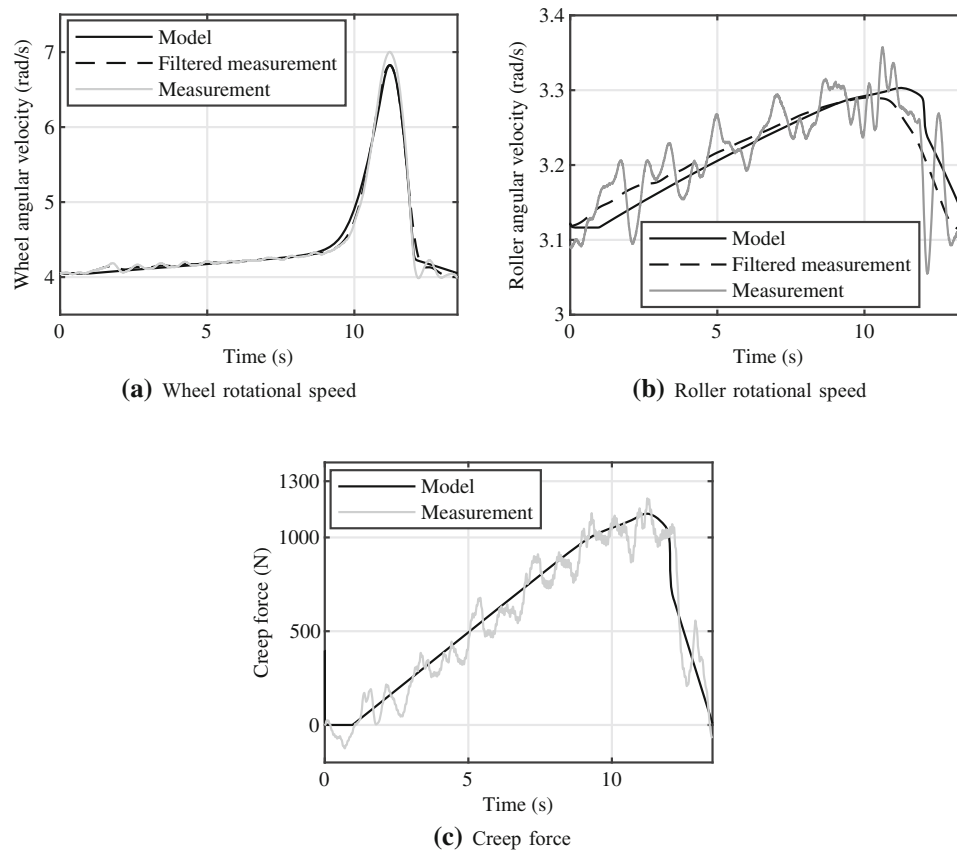 Wheel angular velocity (rad/s)
7
6
5
4
Model
Filtered measurement
Measurement
0
5
10
Time (s)
(a) Wheel rotational speed
Roller angular velocity (rad/s)
3.4
3.3
3.2
3.1
3
Model
Filtered measurement
Measurement
0
5
10
Time (s)
(b) Roller rotational speed
Creep force (N)
1300
1000
500
0
Model
Measurement
0
5
10
Time (s)
(c) Creep force